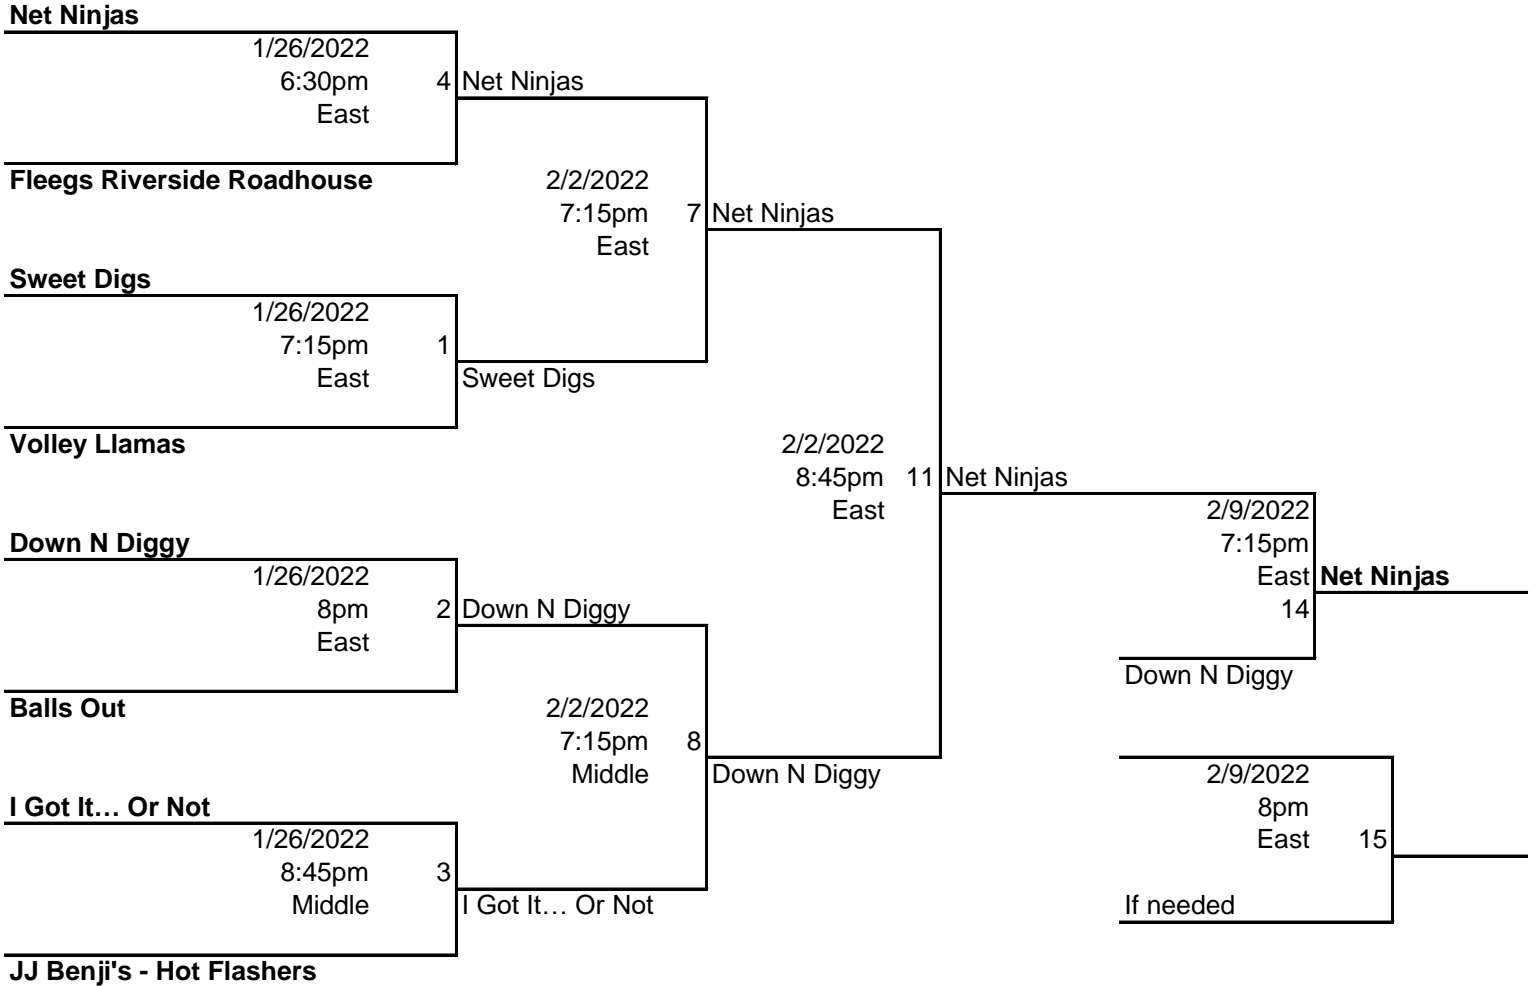 Net Ninjas
1/26/2022
6:30pm 4 Net Ninjas
East
Fleegs Riverside Roadhouse 2/2/2022
7:15pm 7 Net Ninjas
East
Sweet Digs
1/26/2022
7:15pm 1
East Sweet Digs
Volley Llamas 2/2/2022
8:45pm 11 Net Ninjas
East 2/9/2022
Down N Diggy 7:15pm
1/26/2022 East Net Ninjas
8pm 2 Down N Diggy 14
East
Down N Diggy
Balls Out 2/2/2022
7:15pm 8
Middle Down N Diggy 2/9/2022
I Got It… Or Not 8pm
1/26/2022 East 15
8:45pm 3
Middle I Got It… Or Not If needed
JJ Benji's - Hot Flashers